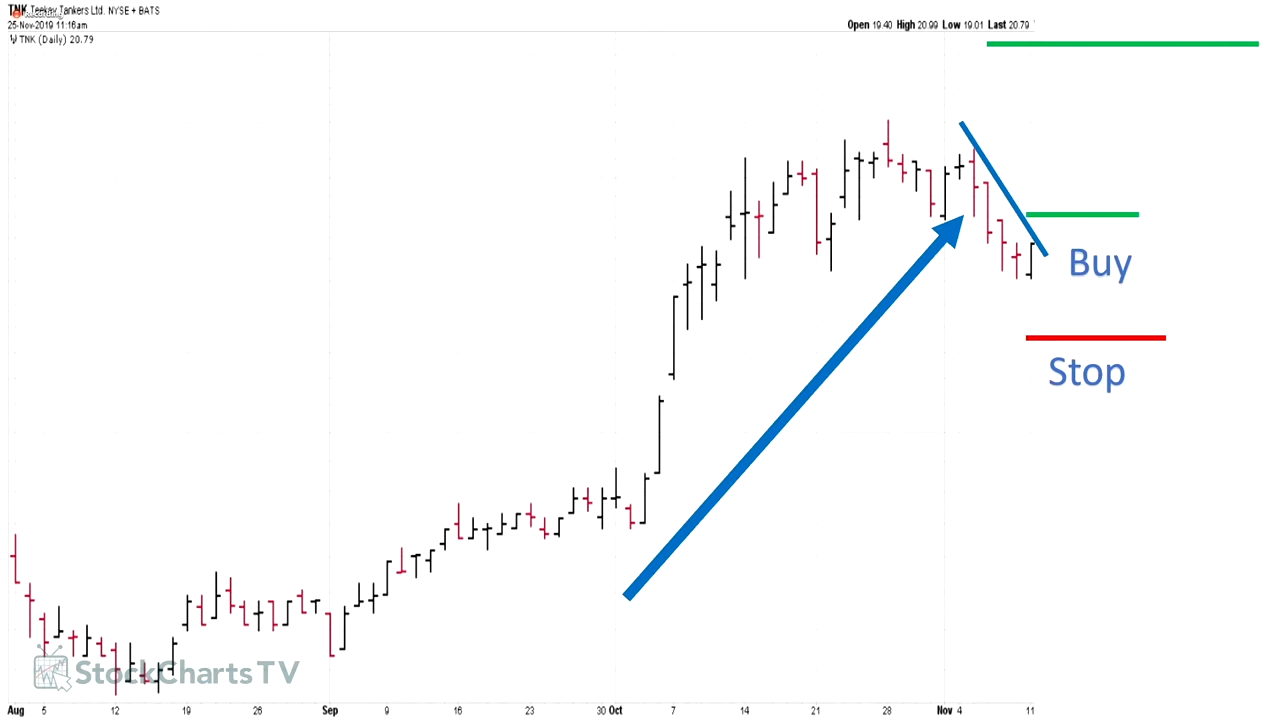 TNK Teekay Tankers Ltd. NYSE + BATS
25-Nov-2019 11:16am
Open 19.40 High 20.99 Low 19.01 Last 20.79
TNK (Daily) 20.79
Buy
Stop
StockCharts TV
Aug 5 12 19 26 Sep 9 16 23 30 Oct 7 14 21 28 Nov 4 11